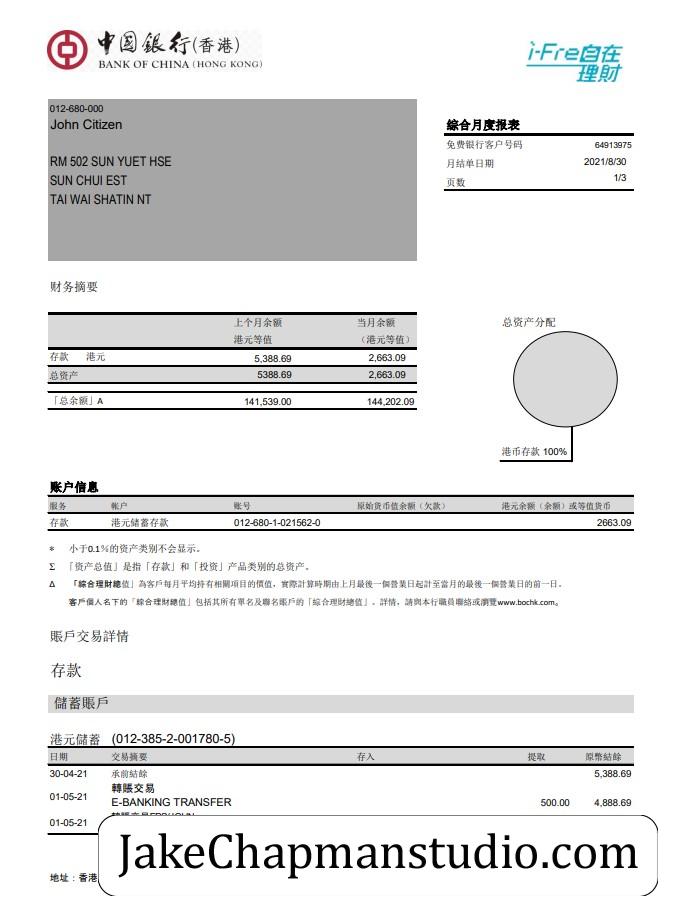 中國銀行(香港)
BANK OF CHINA (HONG KONG)
i-Free自在
理財
012-680-000
John Citizen
RM 502 SUN YUET HSE
SUN CHUI EST
TAI WAI SHATIN NT
綜合月度报表
免费银行客户号码 64913975
月结单日期 2021/8/30
页数 1/3
财务摘要
上个月余额 当月余额
港元等值 （港元等值）
存款 港元 5,388.69 2,663.09
总资产 5388.69 2,663.09
「总余额」A 141,539.00 144,202.09
总资产分配
港币存款 100%
账户信息
服务 帐户 账号 原始货币值余额（欠款） 港元余额（余额）或等值货币
存款 港元储蓄存款 012-680-1-021562-0 2663.09
* 小于0.1%的资产类别不会显示。
Σ 「资产总值」是指「存款」和「投资」产品类别的总资产。
Δ 「綜合理財總值」為客戶每月平均持有相關項目的價值，實際計算時期由上月最後一個營業日起計至當月的最後一個營業日的前一日。
客戶個人名下的「綜合理財總值」包括其所有單名及聯名賬戶的「綜合理財總值」。詳情，請與本行職員聯絡或瀏覽www.bochk.com。
賬戶交易詳情
存款
儲蓄賬戶
港元儲蓄 (012-385-2-001780-5)
日期 交易摘要 存入 提取 原幣結餘
30-04-21 承前結餘 5,388.69
轉賬交易
01-05-21 E-BANKING TRANSFER 500.00 4,888.69
01-05-21
地址：香港
JakeChapmanstudio.com